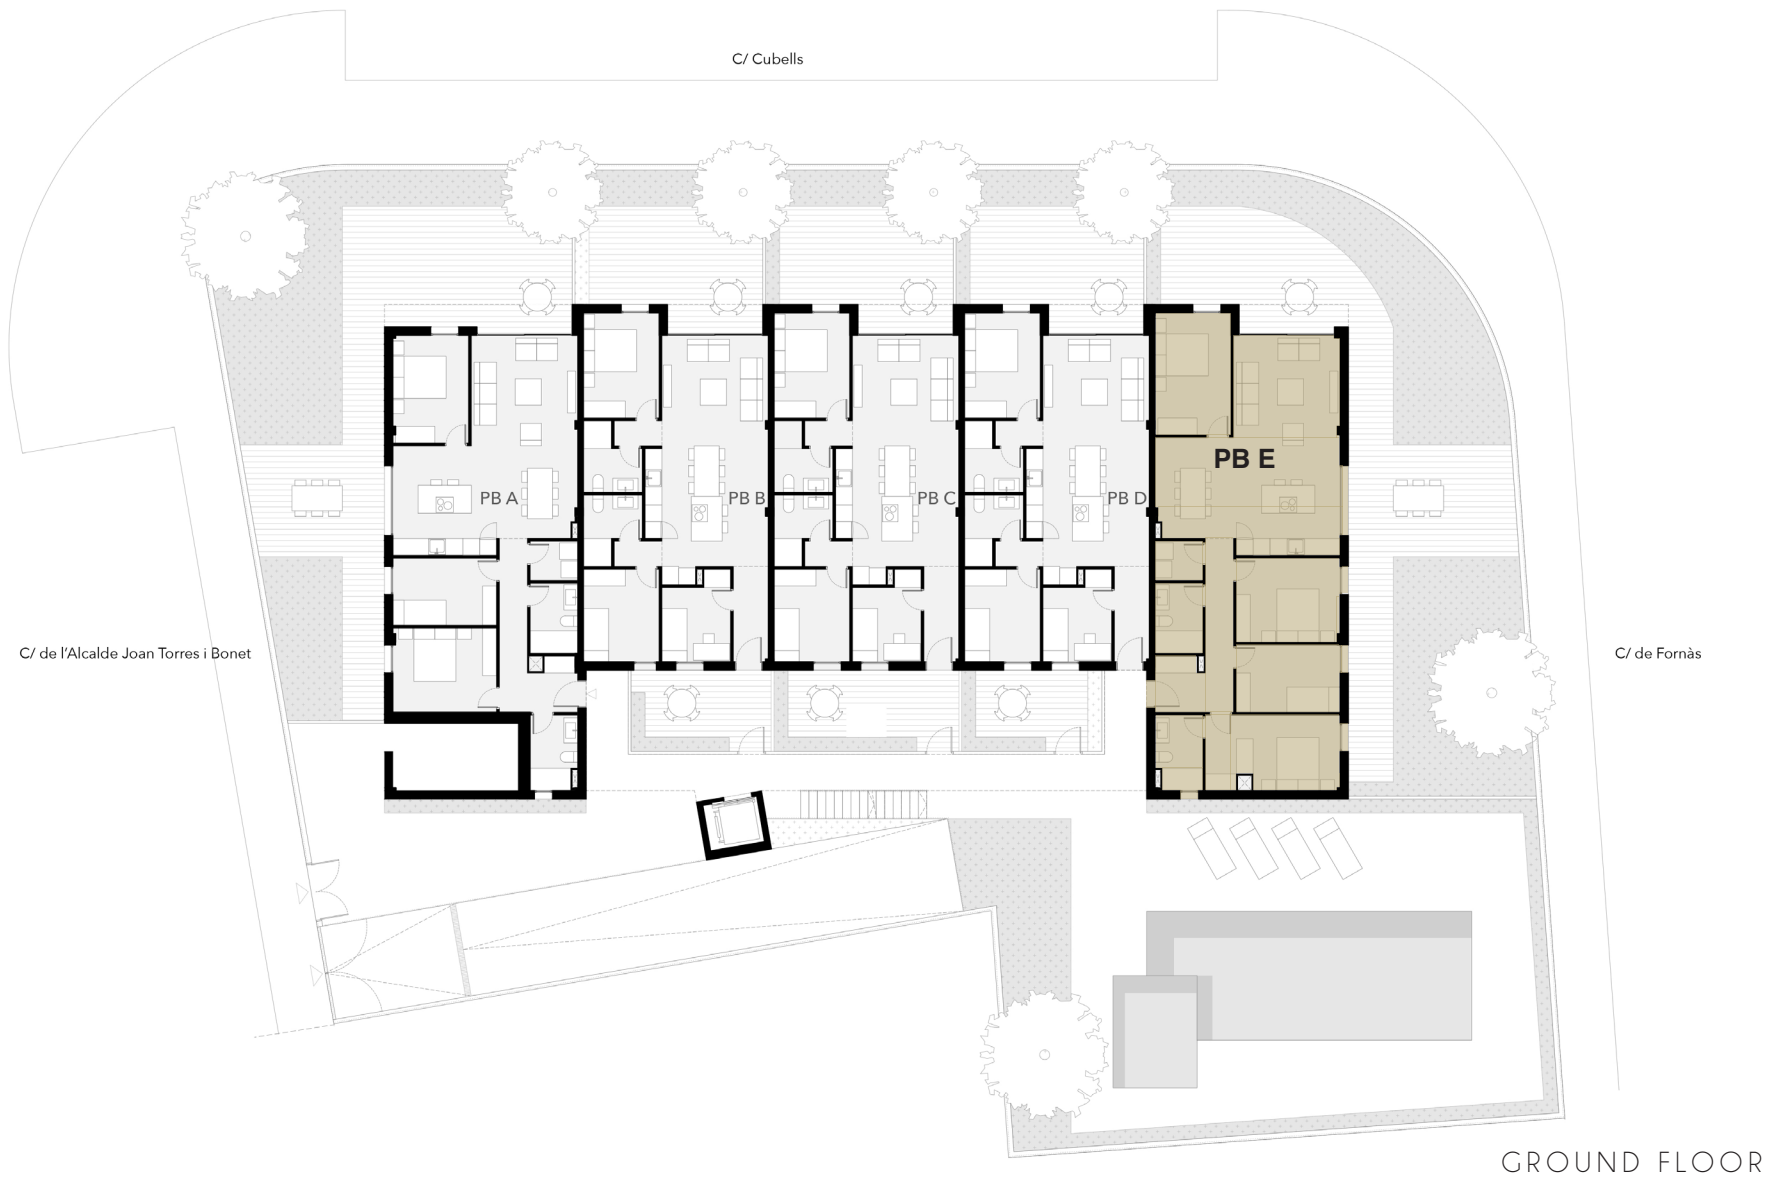 C/ Cubells
PB E
PB A
PB B
PB C
PB D
C/ de l'Alcalde Joan Torres i Bonet
C/ de Fornàs
GROUND FLOOR